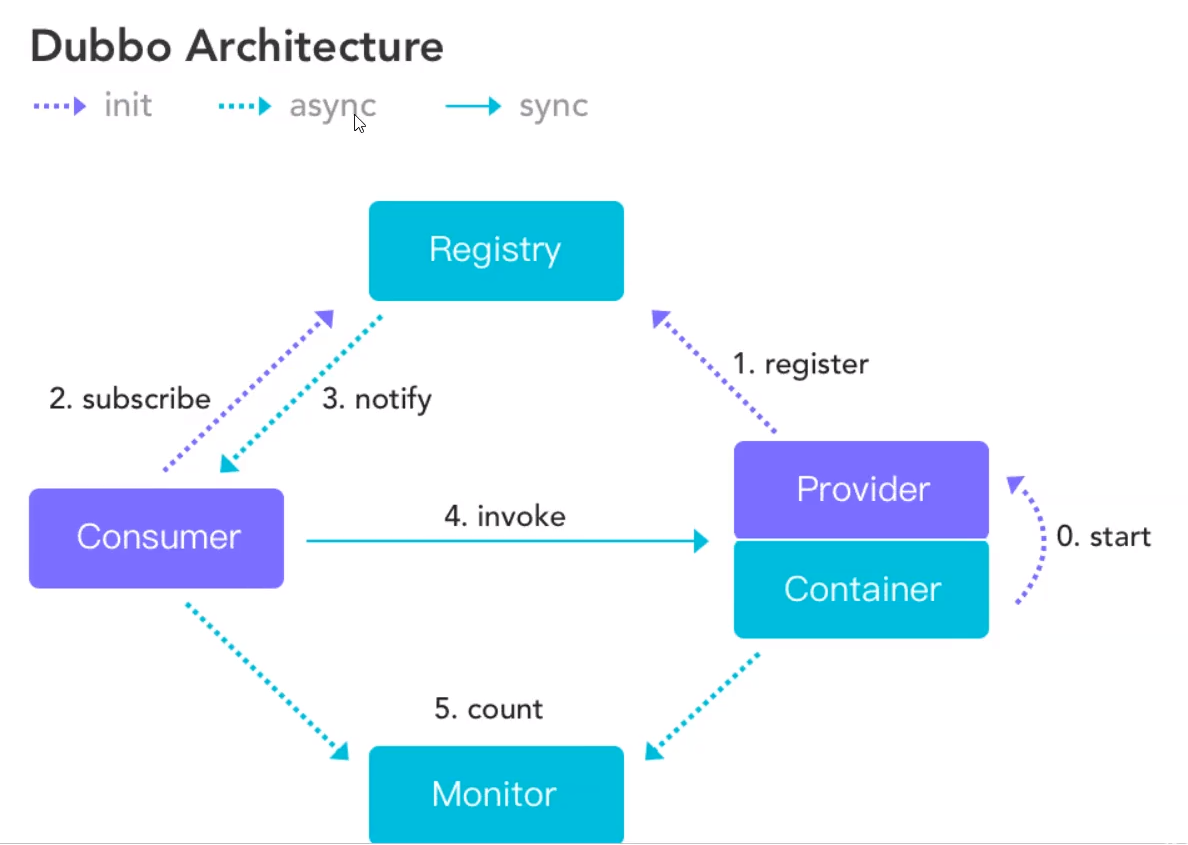 Dubbo Architecture
init async sync
Registry
1. register
2. subscribe 3. notify
Provider
4. invoke
Consumer 0. start
Container
5. count
Monitor